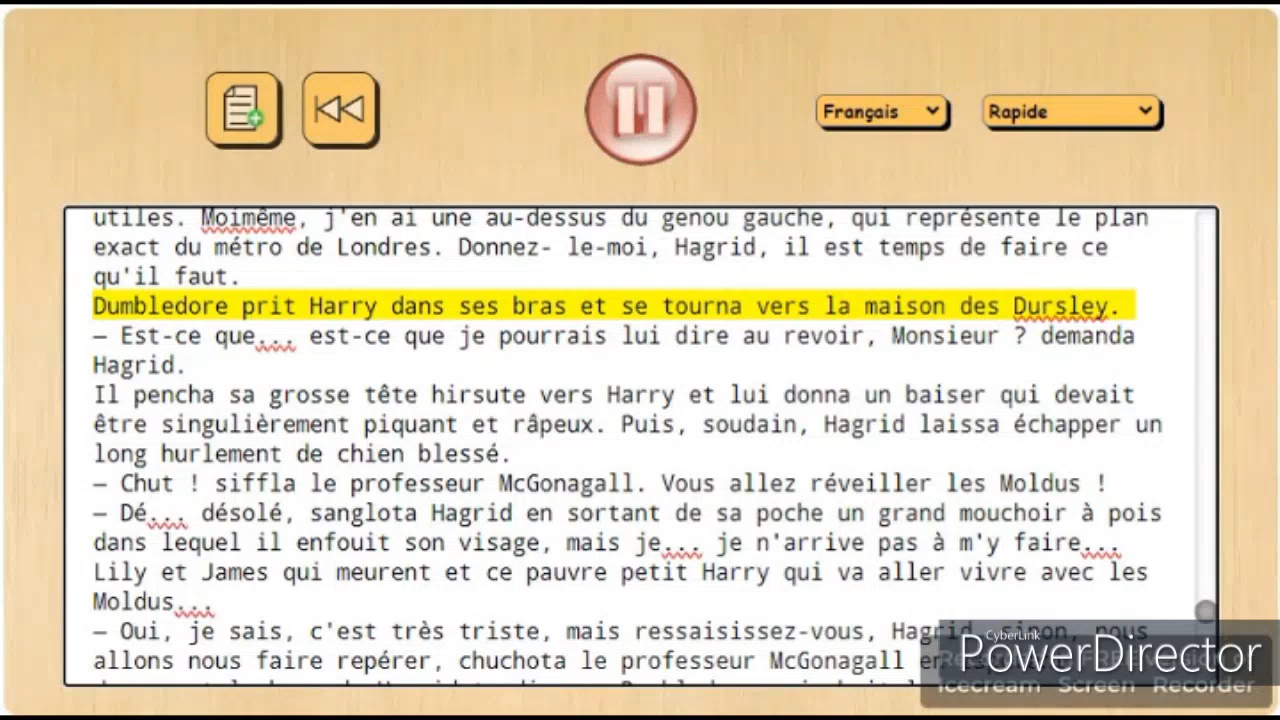 Français
Rapide
utiles. Moimême, j'en ai une au-dessus du genou gauche, qui représente le plan
exact du métro de Londres. Donnez- le-moi, Hagrid, il est temps de faire ce
qu'il faut.
Dumbledore prit Harry dans ses bras et se tourna vers la maison des Dursley.
– Est-ce que... est-ce que je pourrais lui dire au revoir, Monsieur ? demanda
Hagrid.
Il pencha sa grosse tête hirsute vers Harry et lui donna un baiser qui devait
être singulièrement piquant et râpeux. Puis, soudain, Hagrid laissa échapper un
long hurlement de chien blessé.
– Chut ! siffla le professeur McGonagall. Vous allez réveiller les Moldus !
– Dé... désolé, sanglota Hagrid en sortant de sa poche un grand mouchoir à pois
dans lequel il enfouit son visage, mais je... je n'arrive pas à m'y faire...
Lily et James qui meurent et ce pauvre petit Harry qui va aller vivre avec les
Moldus...
– Oui, je sais, c'est très triste, mais ressaisissez-vous, Hagrid, sinon, nous
allons nous faire repérer, chuchota le professeur McGonagall en
CyberLink
PowerDirector
Icecream Screen Recorder